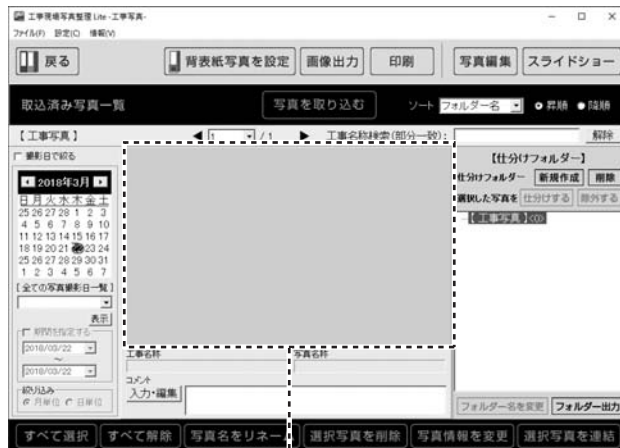 工事現場写真整理 Lite -工事写真-
ファイル(F) 設定(O) 情報(V)
戻る 背表紙写真を設定 画像出力 印刷 写真編集 スライドショー
取込済み写真一覧 写真を取り込む ソート フォルダー名 昇順 降順
【工事写真】 ◀ 1 / 1 ▶ 工事名称検索(部分一致): 解除
撮影日で絞る
2018年3月
日月火水木金土
25 26 27 28 1 2 3
4 5 6 7 8 9 10
11 12 13 14 15 16 17
18 19 20 21 23 24
25 26 27 28 29 30 31
1 2 3 4 5 6 7
【全ての写真撮影日一覧】
表示
期間を指定する
2018/03/22
~
2018/03/22
絞り込み
月単位 日単位
【仕分けフォルダー】
仕分けフォルダー 新規作成 削除
選択した写真を 仕分けする 除外する
【工事写真】(0)
工事名称 写真名称
コメント
入力・編集
フォルダー名を変更 フォルダー出力
すべて選択 すべて解除 写真名をリネーム 選択写真を削除 写真情報を変更 選択写真を連結